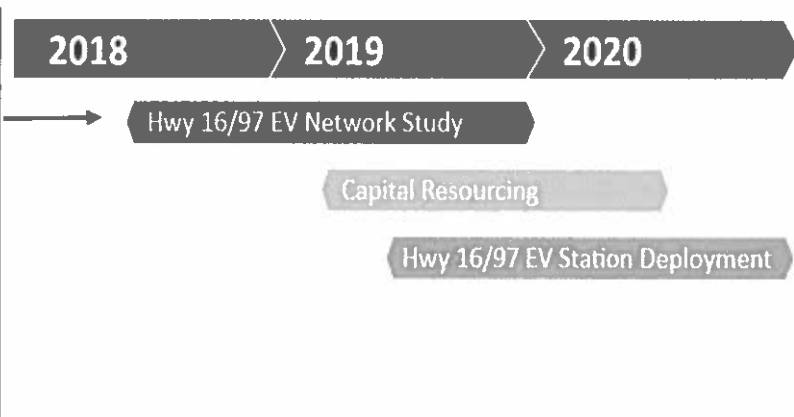 2018 2019 2020
Hwy 16/97 EV Network Study
Capital Resourcing
Hwy 16/97 EV Station Deployment